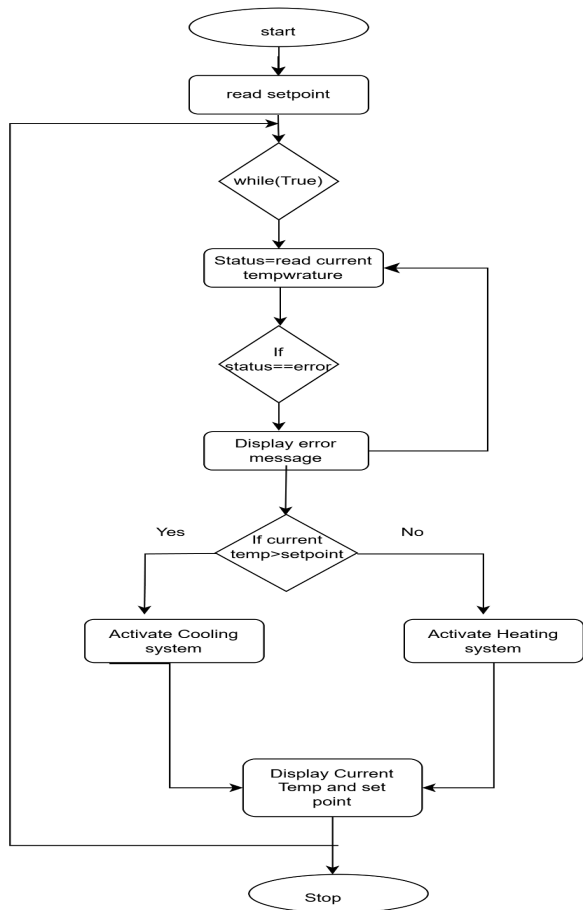 start
read setpoint
while(True)
Status=read current
tempwrature
If
status==error
Display error
message
If current
temp>setpoint
Yes
No
Activate Cooling
system
Activate Heating
system
Display Current
Temp and set
point
Stop